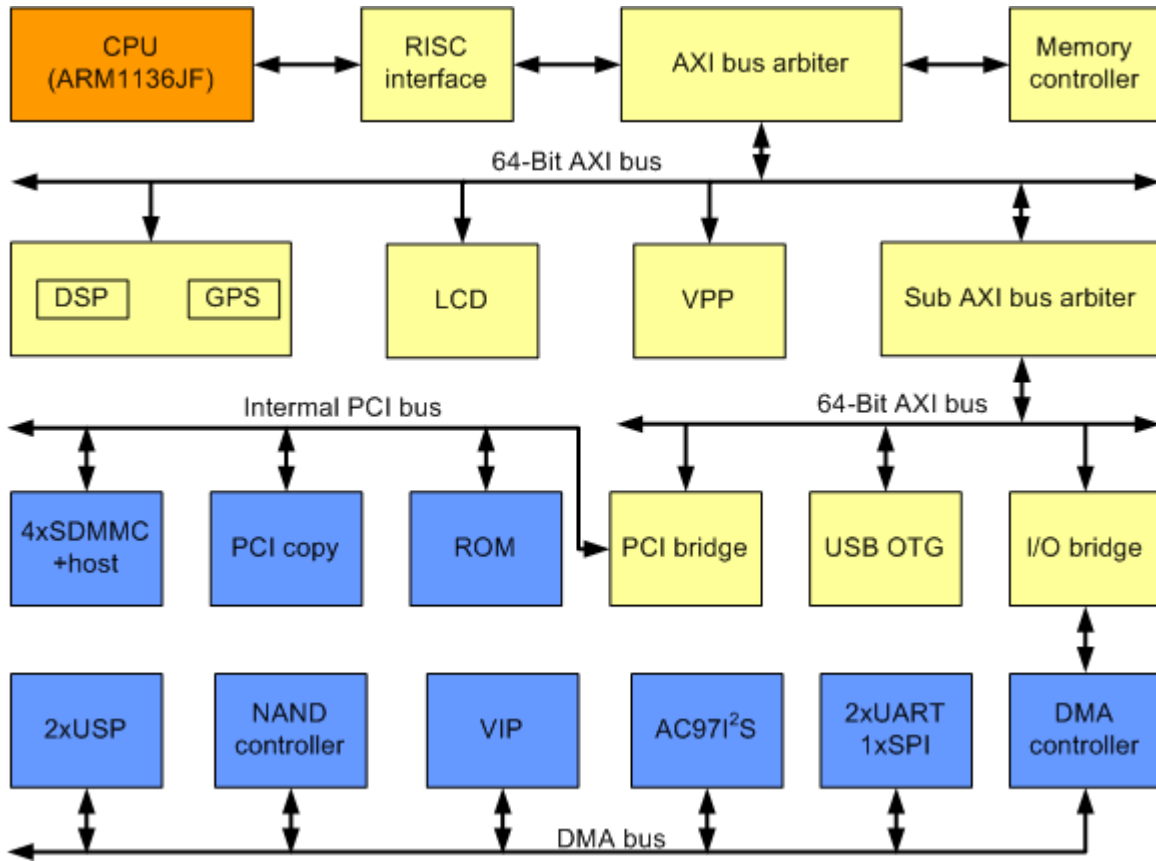 CPU
(ARM1136JF)
RISC
interface
AXI bus arbiter
Memory
controller
64-Bit AXI bus
DSP
GPS
LCD
VPP
Sub AXI bus arbiter
Intermal PCI bus
64-Bit AXI bus
4xSDMMC
+host
PCI copy
ROM
PCI bridge
USB OTG
I/O bridge
2xUSP
NAND
controller
VIP
AC97I²S
2xUART
1xSPI
DMA
controller
DMA bus